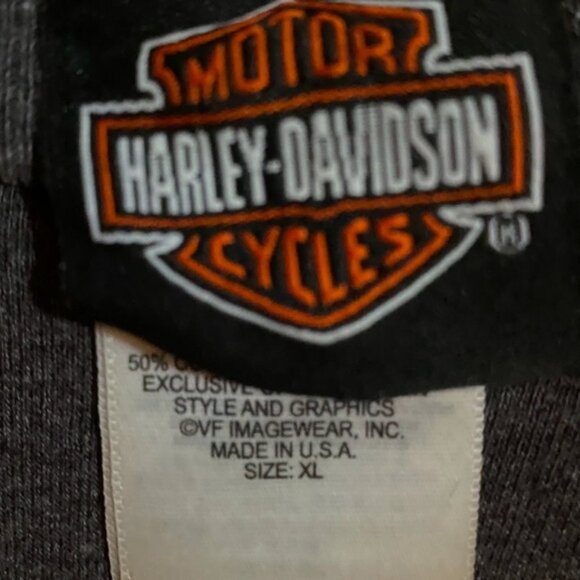 MOTOR
HARLEY-DAVIDSON
CYCLES
50%
EXCLUSIVE
STYLE AND GRAPHICS
©VF IMAGEWEAR, INC.
MADE IN U.S.A.
SIZE: XL